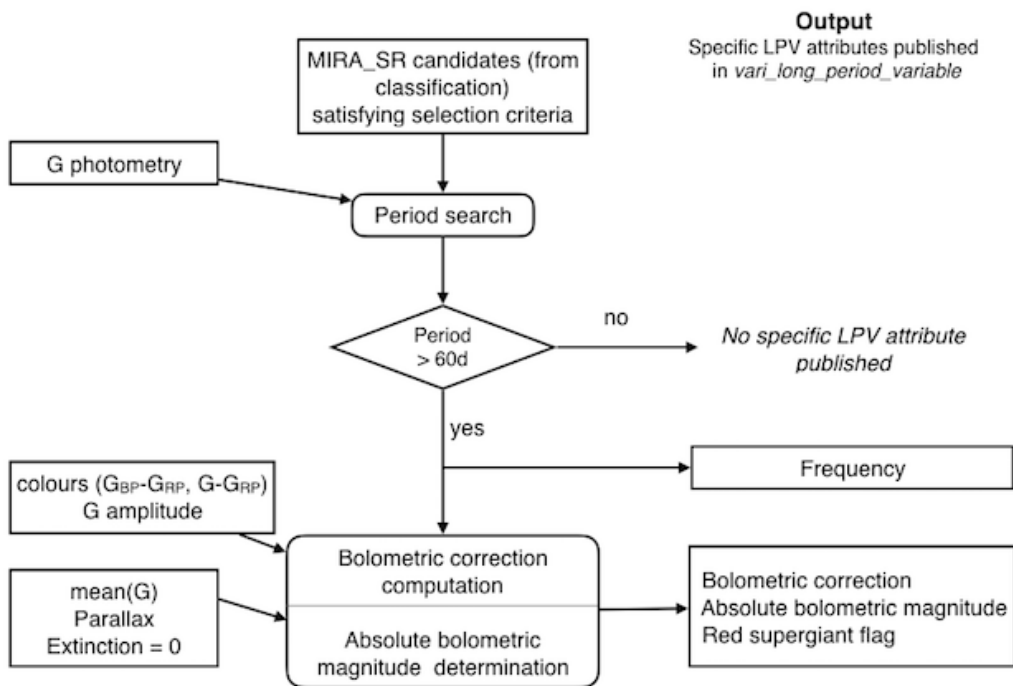 Output
Specific LPV attributes published
in vari_long_period_variable
MIRA_SR candidates (from
classification)
satisfying selection criteria
G photometry
Period search
Period
> 60d
no
No specific LPV attribute
published
yes
Frequency
colours (GBP-GRP, G-GRP)
G amplitude
mean(G)
Parallax
Extinction = 0
Bolometric correction
computation
Absolute bolometric
magnitude determination
Bolometric correction
Absolute bolometric magnitude
Red supergiant flag